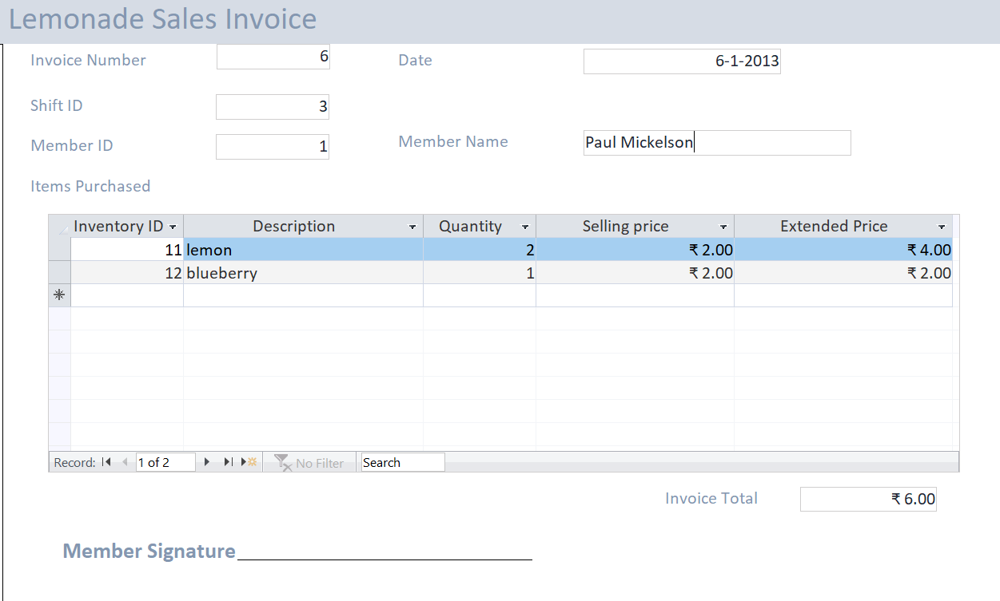 Lemonade Sales Invoice
Invoice Number 6 Date 6-1-2013
Shift ID 3
Member ID 1 Member Name Paul Mickelson
Items Purchased
Inventory ID Description Quantity Selling price Extended Price
11 lemon 2 ₹ 2.00 ₹ 4.00
12 blueberry 1 ₹ 2.00 ₹ 2.00
Record: 1 of 2 No Filter Search
Invoice Total ₹ 6.00
Member Signature